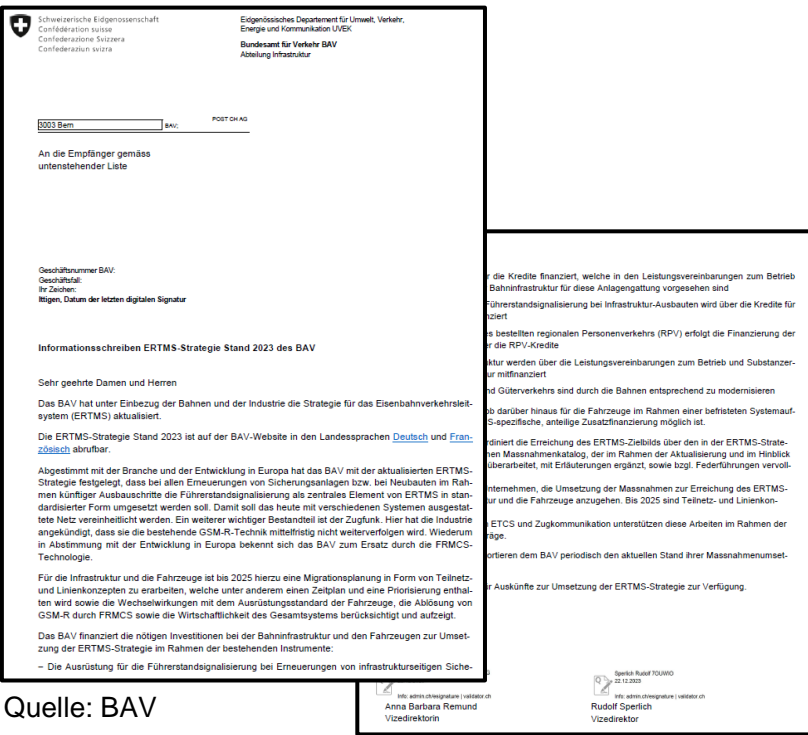 Schweizerische Eidgenossenschaft
Confédération suisse
Confederazione Svizzera
Confederaziun svizra
Eidgenössisches Departement für Umwelt, Verkehr,
Energie und Kommunikation UVEK
Bundesamt für Verkehr BAV
Abteilung Infrastruktur
3003 Bern
BAV;
POST CH AG
An die Empfänger gemäss
untenstehender Liste
Geschäftsnummer BAV:
Geschäftsfall:
Ihr Zeichen:
Ittigen, Datum der letzten digitalen Signatur
Informationsschreiben ERTMS-Strategie Stand 2023 des BAV
Sehr geehrte Damen und Herren
Das BAV hat unter Einbezug der Bahnen und der Industrie die Strategie für das Eisenbahnverkehrsleit-
system (ERTMS) aktualisiert.
Die ERTMS-Strategie Stand 2023 ist auf der BAV-Website in den Landessprachen Deutsch und Fran-
zösisch abrufbar.
Abgestimmt mit der Branche und der Entwicklung in Europa hat das BAV mit der aktualisierten ERTMS-
Strategie festgelegt, dass bei allen Erneuerungen von Sicherungsanlagen bzw. bei Neubauten im Rah-
men künftiger Ausbauschritte die Führerstandsignalisierung als zentrales Element von ERTMS in stan-
dardisierter Form umgesetzt werden soll. Damit soll das heute mit verschiedenen Systemen ausgestat-
tete Netz vereinheitlicht werden. Ein weiterer wichtiger Bestandteil ist der Zugfunk. Hier hat die Industrie
angekündigt, dass sie die bestehende GSM-R-Technik mittelfristig nicht weiterverfolgen wird. Wiederum
in Abstimmung mit der Entwicklung in Europa bekennt sich das BAV zum Ersatz durch die FRMCS-
Technologie.
Für die Infrastruktur und die Fahrzeuge ist bis 2025 hierzu eine Migrationsplanung in Form von Teilnetz-
und Linienkonzepten zu erarbeiten, welche unter anderem einen Zeitplan und eine Priorisierung enthal-
ten wird sowie die Wechselwirkungen mit dem Ausrüstungsstandard der Fahrzeuge, die Ablösung von
GSM-R durch FRMCS sowie die Wirtschaftlichkeit des Gesamtsystems berücksichtigt und aufzeigt.
Das BAV finanziert die nötigen Investitionen bei der Bahninfrastruktur und den Fahrzeugen zur Umset-
zung der ERTMS-Strategie im Rahmen der bestehenden Instrumente:
– Die Ausrüstung für die Führerstandsignalisierung bei Erneuerungen von infrastrukturseitigen Siche-
r die Kredite finanziert, welche in den Leistungsvereinbarungen zum Betrieb
Bahninfrastruktur für diese Anlagengattung vorgesehen sind
Führerstandsignalisierung bei Infrastruktur-Ausbauten wird über die Kredite für
nziert
s bestellten regionalen Personenverkehrs (RPV) erfolgt die Finanzierung der
er die RPV-Kredite
ktur werden über die Leistungsvereinbarungen zum Betrieb und Substanzer-
ur mitfinanziert
nd Güterverkehrs sind durch die Bahnen entsprechend zu modernisieren
ob darüber hinaus für die Fahrzeuge im Rahmen einer befristeten Systemauf-
S-spezifische, anteilige Zusatzfinanzierung möglich ist.
rdiniert die Erreichung des ERTMS-Zielbilds über den in der ERTMS-Strate-
nen Massnahmenkatalog, der im Rahmen der Aktualisierung und im Hinblick
überarbeitet, mit Erläuterungen ergänzt, sowie bzgl. Federführungen vervoll-
nternehmen, die Umsetzung der Massnahmen zur Erreichung des ERTMS-
tur und die Fahrzeuge anzugehen. Bis 2025 sind Teilnetz- und Linienkon-
ETCS und Zugkommunikation unterstützen diese Arbeiten im Rahmen der
räge.
ortieren dem BAV periodisch den aktuellen Stand ihrer Massnahmenumset-
r Auskünfte zur Umsetzung der ERTMS-Strategie zur Verfügung.
Sperlich Rudolf 7OUWIO
22.12.2023
Info: admin.ch/esignature | validator.ch
Info: admin.ch/esignature | validator.ch
Anna Barbara Remund
Vizedirektorin
Rudolf Sperlich
Vizedirektor
Quelle: BAV